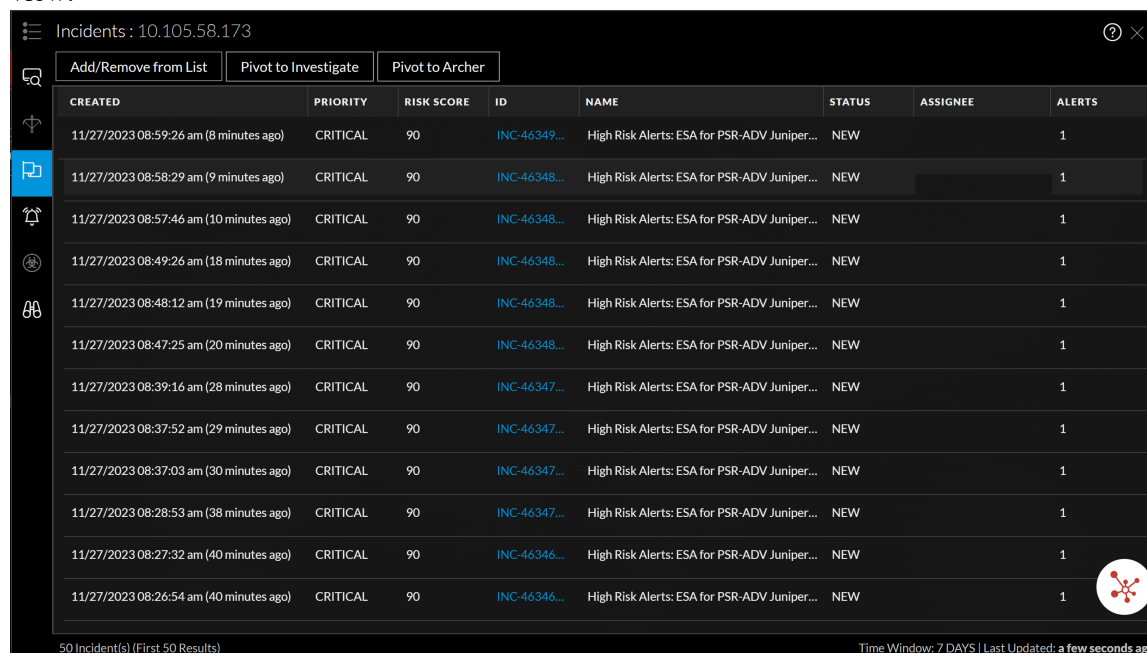 Incidents : 10.105.58.173
Add/Remove from List Pivot to Investigate Pivot to Archer
CREATED PRIORITY RISK SCORE ID NAME STATUS ASSIGNEE ALERTS
11/27/2023 08:59:26 am (8 minutes ago) CRITICAL 90 INC-46349... High Risk Alerts: ESA for PSR-ADV Juniper... NEW 1
11/27/2023 08:58:29 am (9 minutes ago) CRITICAL 90 INC-46348... High Risk Alerts: ESA for PSR-ADV Juniper... NEW 1
11/27/2023 08:57:46 am (10 minutes ago) CRITICAL 90 INC-46348... High Risk Alerts: ESA for PSR-ADV Juniper... NEW 1
11/27/2023 08:49:26 am (18 minutes ago) CRITICAL 90 INC-46348... High Risk Alerts: ESA for PSR-ADV Juniper... NEW 1
11/27/2023 08:48:12 am (19 minutes ago) CRITICAL 90 INC-46348... High Risk Alerts: ESA for PSR-ADV Juniper... NEW 1
11/27/2023 08:47:25 am (20 minutes ago) CRITICAL 90 INC-46348... High Risk Alerts: ESA for PSR-ADV Juniper... NEW 1
11/27/2023 08:39:16 am (28 minutes ago) CRITICAL 90 INC-46347... High Risk Alerts: ESA for PSR-ADV Juniper... NEW 1
11/27/2023 08:37:52 am (29 minutes ago) CRITICAL 90 INC-46347... High Risk Alerts: ESA for PSR-ADV Juniper... NEW 1
11/27/2023 08:37:03 am (30 minutes ago) CRITICAL 90 INC-46347... High Risk Alerts: ESA for PSR-ADV Juniper... NEW 1
11/27/2023 08:28:53 am (38 minutes ago) CRITICAL 90 INC-46347... High Risk Alerts: ESA for PSR-ADV Juniper... NEW 1
11/27/2023 08:27:32 am (40 minutes ago) CRITICAL 90 INC-46346... High Risk Alerts: ESA for PSR-ADV Juniper... NEW 1
11/27/2023 08:26:54 am (40 minutes ago) CRITICAL 90 INC-46346... High Risk Alerts: ESA for PSR-ADV Juniper... NEW 1
50 Incident(s) (First 50 Results) Time Window: 7 DAYS | Last Updated: a few seconds ag